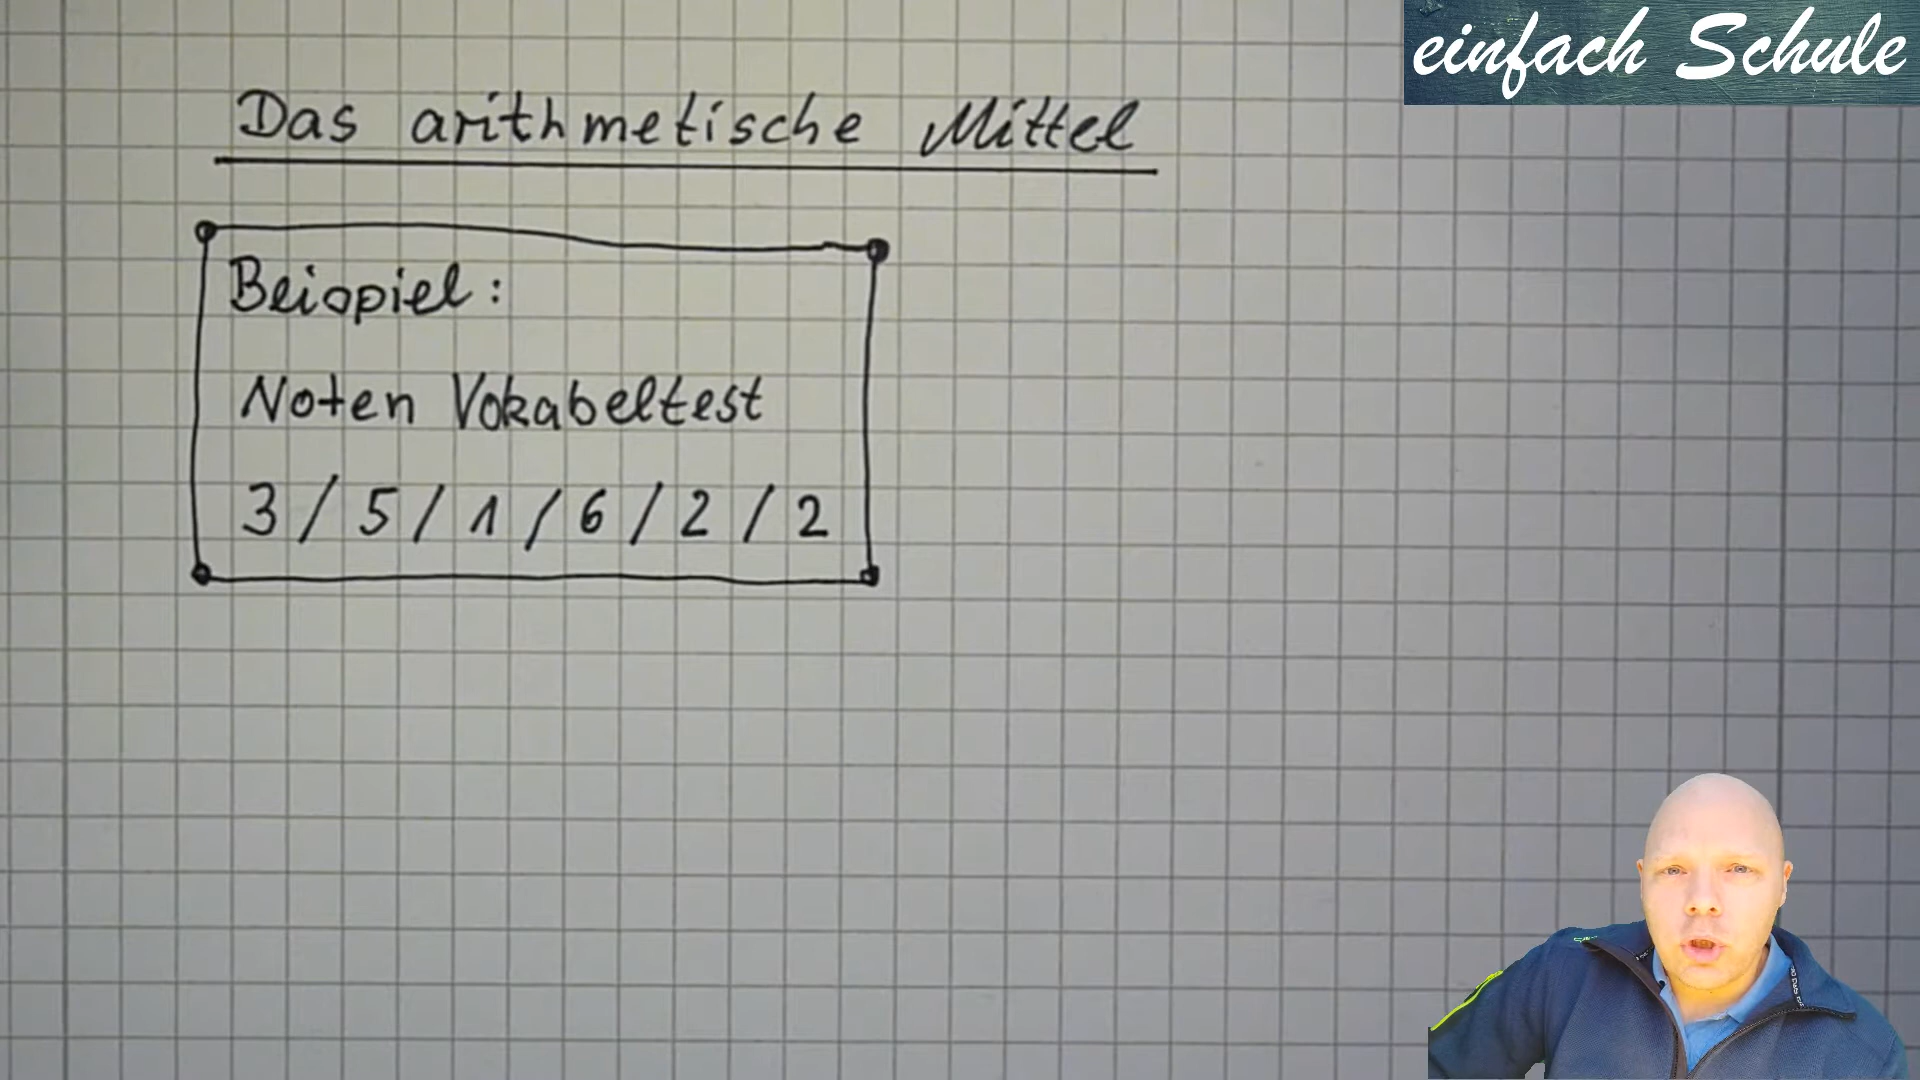 einfach Schule
Das arithmetische Mittel
Beispiel:
Noten Vokabeltest
3 / 5 / 1 / 6 / 2 / 2